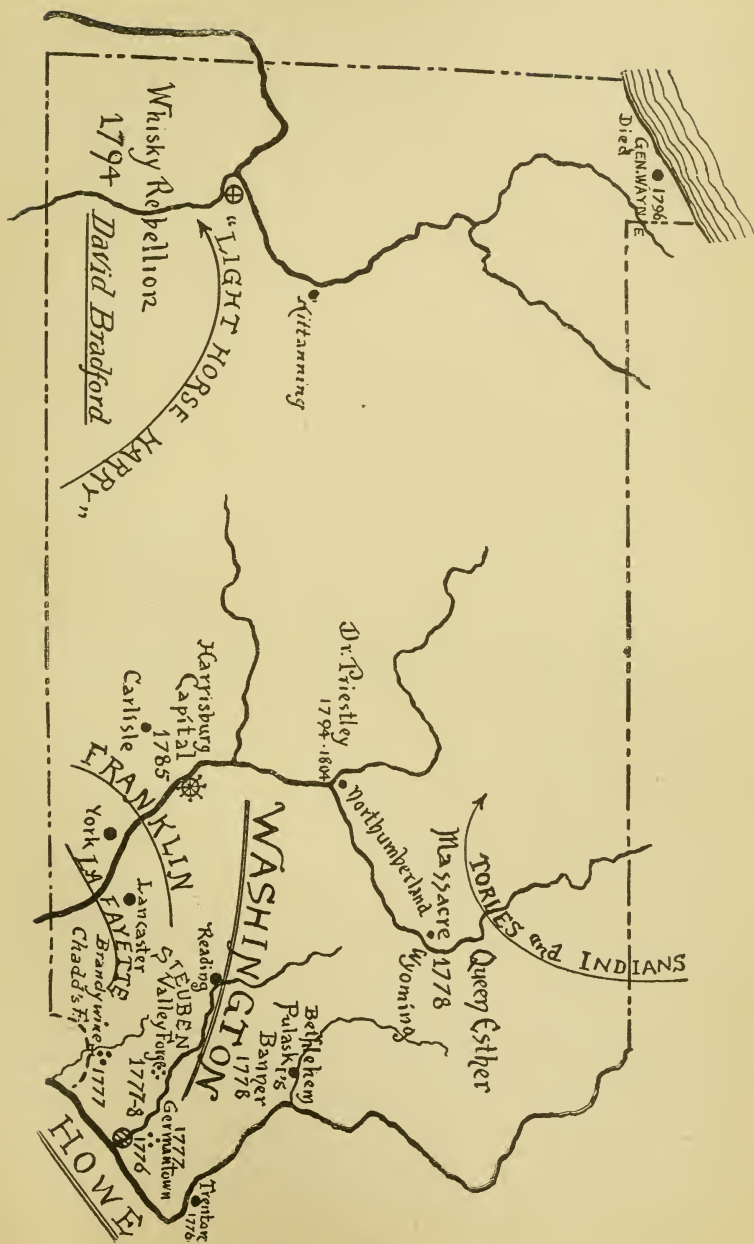 GEN. WAYNE
Died
1796
Whisky Rebellion
1794
David Bradford
"LIGHT HORSE HARRY"
Kittanning
Dr. Priestley
1794-1804
Northumberland
TORIES and INDIANS
Queen Esther
Massacre 1778
Wyoming
Harrisburg
Capital
1785
Carlisle
FRANKLIN
York
LA FAYETTE
Lancaster
WASHINGTON
Reading
STEUBEN
Valley Forge
1777-8
Brandywine
1777
Chadd's F.
Bethlehem
Pulaski's
Banner
1778
1777
Germantown
1776
Trenton
1776
HOWE